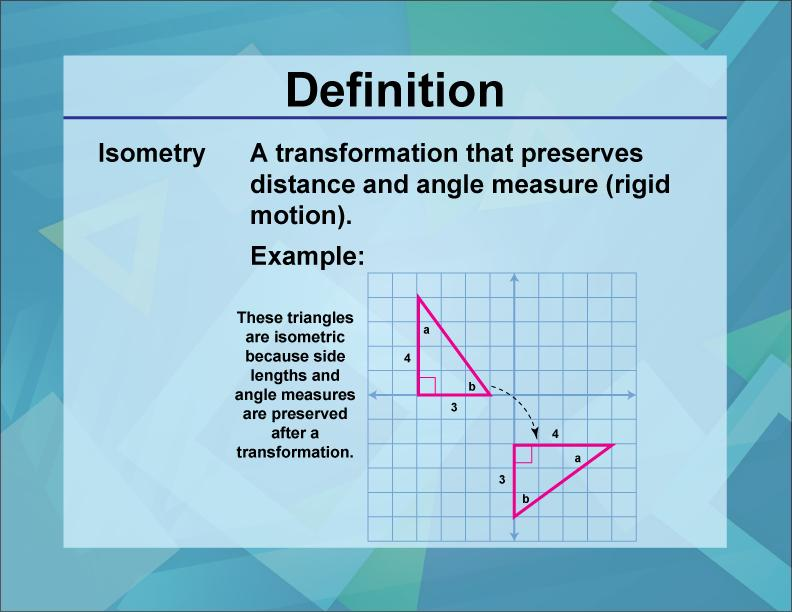 Definition
Isometry
A transformation that preserves
distance and angle measure (rigid
motion).
Example:
These triangles
are isometric
because side
lengths and
angle measures
are preserved
after a
transformation.
a
4
b
3
4
a
3
b